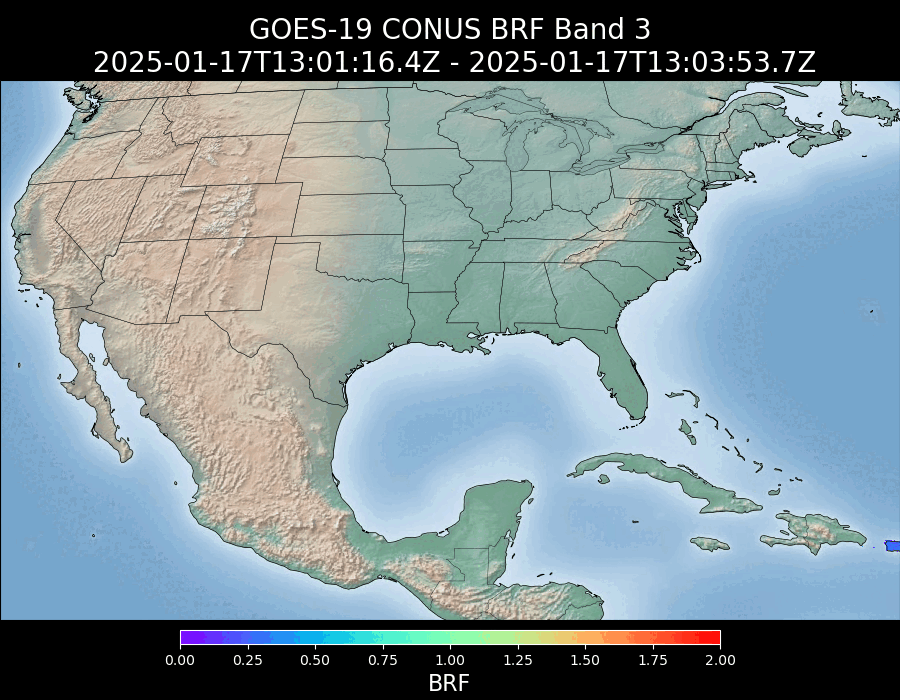 GOES-19 CONUS BRF Band 3
2025-01-17T13:01:16.4Z - 2025-01-17T13:03:53.7Z
0.00 0.25 0.50 0.75 1.00 1.25 1.50 1.75 2.00
BRF